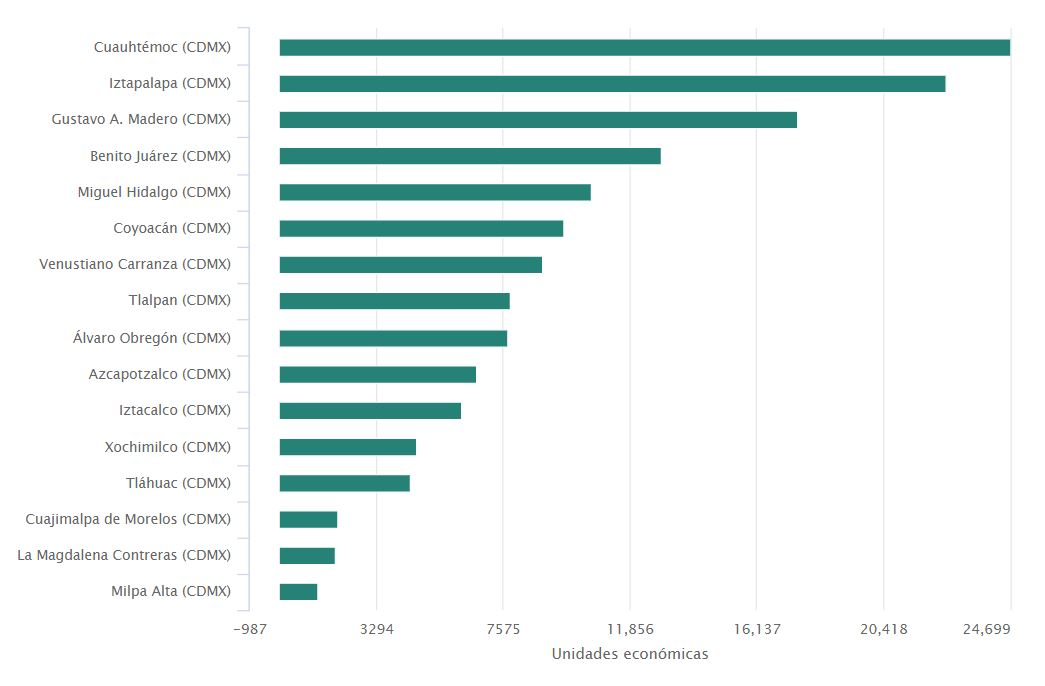 Cuauhtémoc (CDMX)
Iztapalapa (CDMX)
Gustavo A. Madero (CDMX)
Benito Juárez (CDMX)
Miguel Hidalgo (CDMX)
Coyoacán (CDMX)
Venustiano Carranza (CDMX)
Tlalpan (CDMX)
Álvaro Obregón (CDMX)
Azcapotzalco (CDMX)
Iztacalco (CDMX)
Xochimilco (CDMX)
Tláhuac (CDMX)
Cuajimalpa de Morelos (CDMX)
La Magdalena Contreras (CDMX)
Milpa Alta (CDMX)
−987 3294 7575 11,856 16,137 20,418 24,699
Unidades económicas